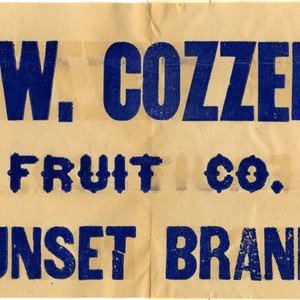 W. COZZE
FRUIT CO.
UNSET BRAN